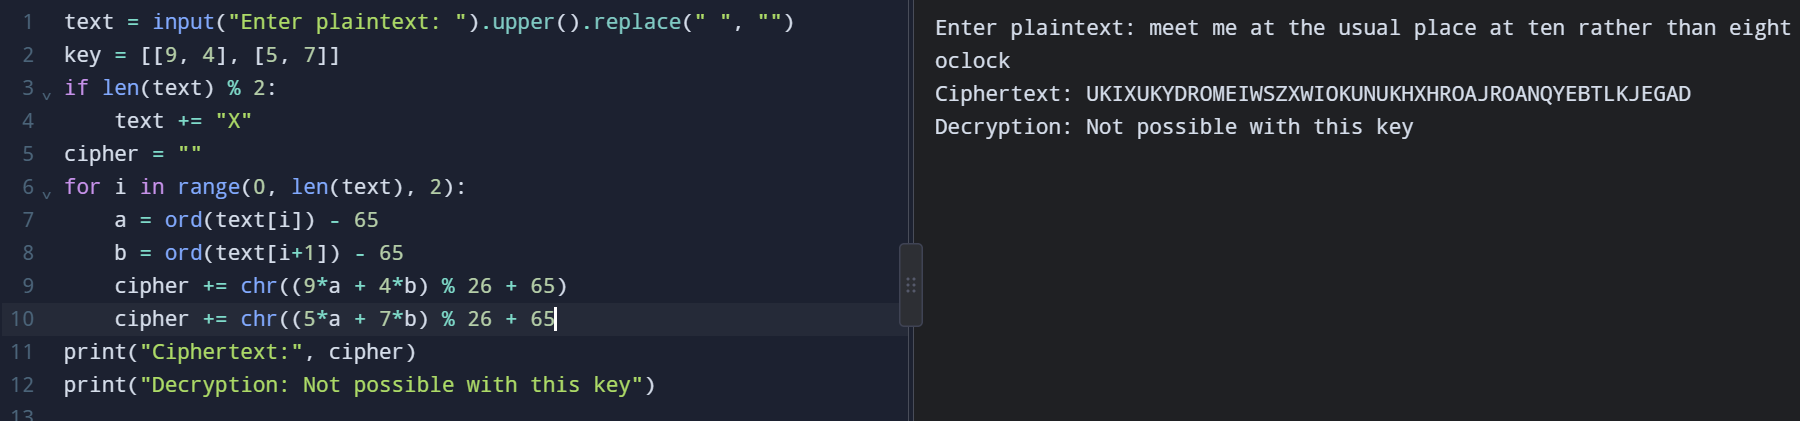 1 text = input("Enter plaintext: ").upper().replace(" ", "")
2 key = [[9, 4], [5, 7]]
3 if len(text) % 2:
4     text += "X"
5 cipher = ""
6 for i in range(0, len(text), 2):
7     a = ord(text[i]) - 65
8     b = ord(text[i+1]) - 65
9     cipher += chr((9*a + 4*b) % 26 + 65)
10     cipher += chr((5*a + 7*b) % 26 + 65
11 print("Ciphertext:", cipher)
12 print("Decryption: Not possible with this key")
13
Enter plaintext: meet me at the usual place at ten rather than eight
oclock
Ciphertext: UKIXUKYDROMEIWSZXWIOKUNUKHXHROAJROANQYEBTLKJEGAD
Decryption: Not possible with this key